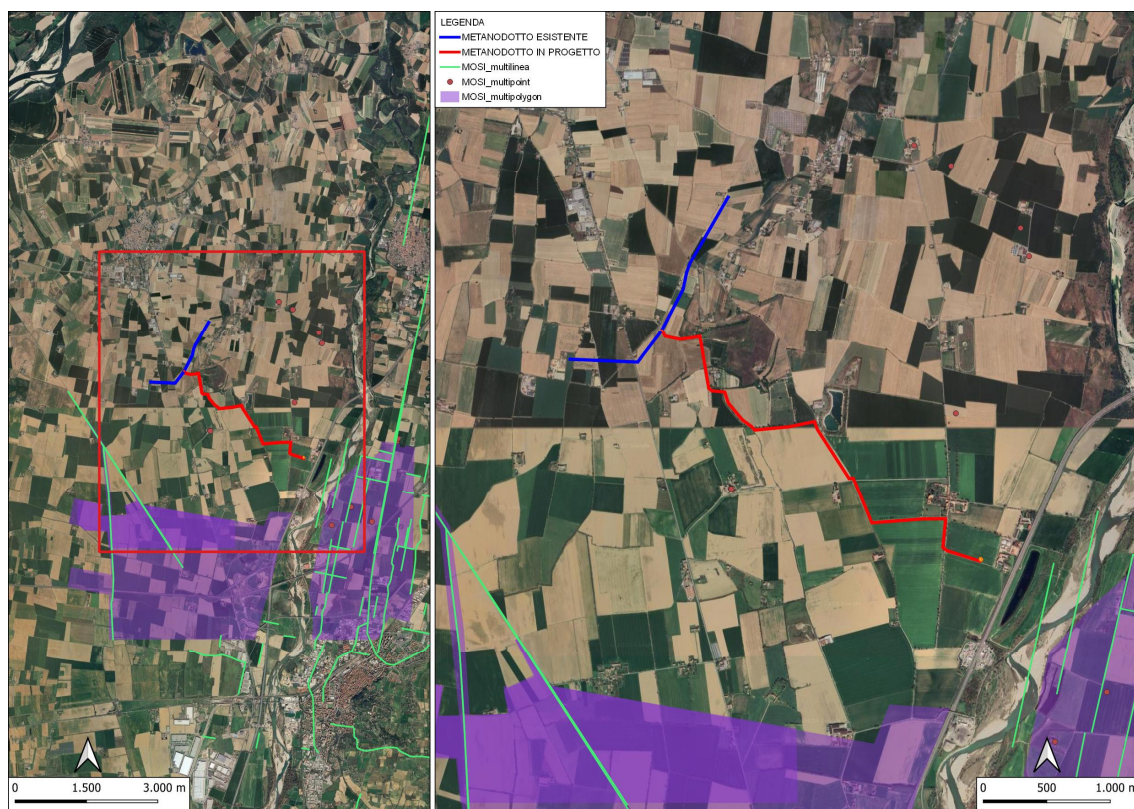 LEGENDA
METANODOTTO ESISTENTE
METANODOTTO IN PROGETTO
MOSI_multilinea
MOSI_multipoint
MOSI_multipolygon
0 1.500 3.000 m
0 500 1.000 m